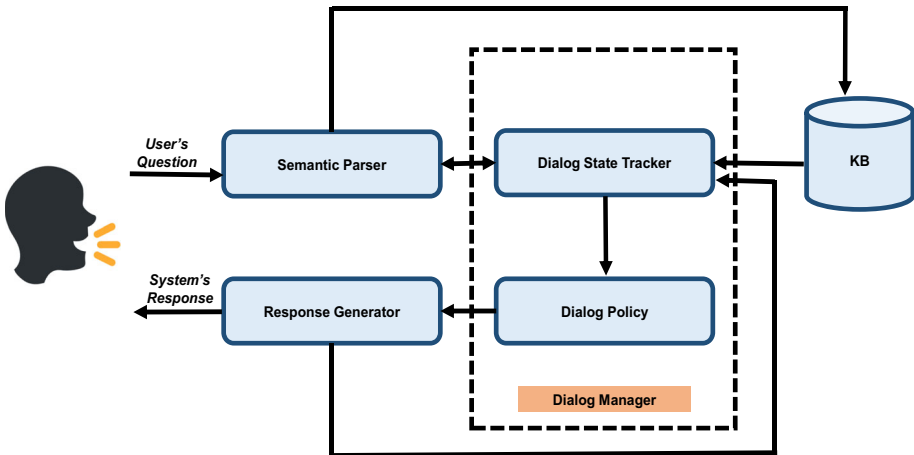 User's
Question
Semantic Parser
Dialog State Tracker
KB
System's
Response
Response Generator
Dialog Policy
Dialog Manager